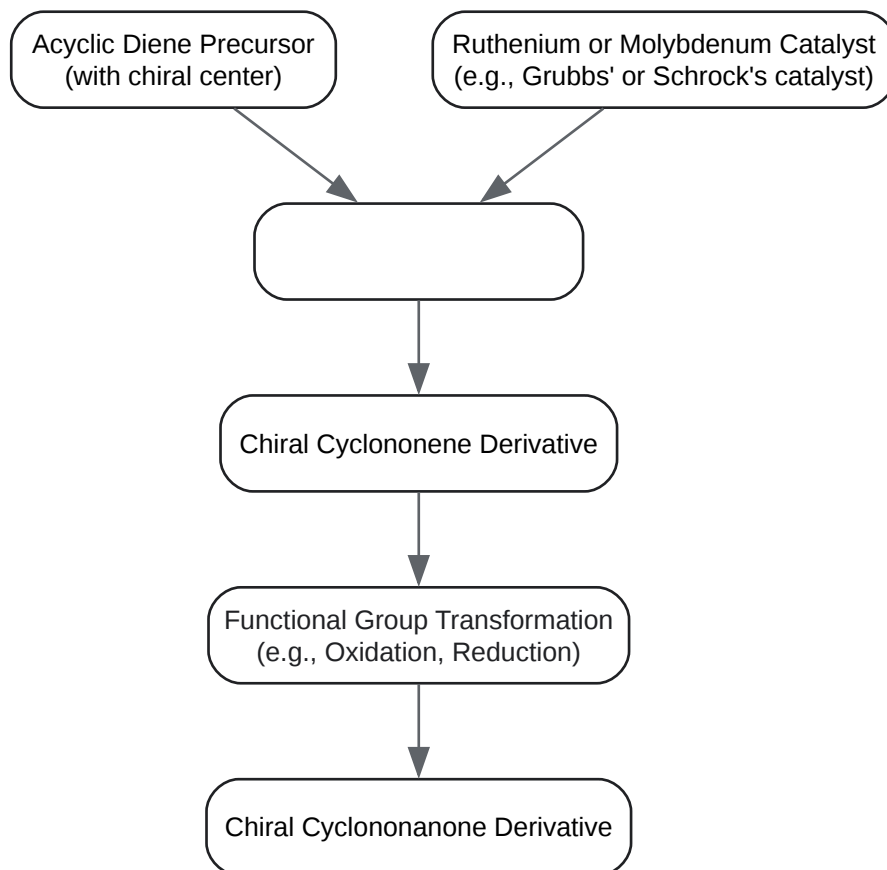 Acyclic Diene Precursor
(with chiral center)
Ruthenium or Molybdenum Catalyst
(e.g., Grubbs' or Schrock's catalyst)
Chiral Cyclononene Derivative
Functional Group Transformation
(e.g., Oxidation, Reduction)
Chiral Cyclononanone Derivative